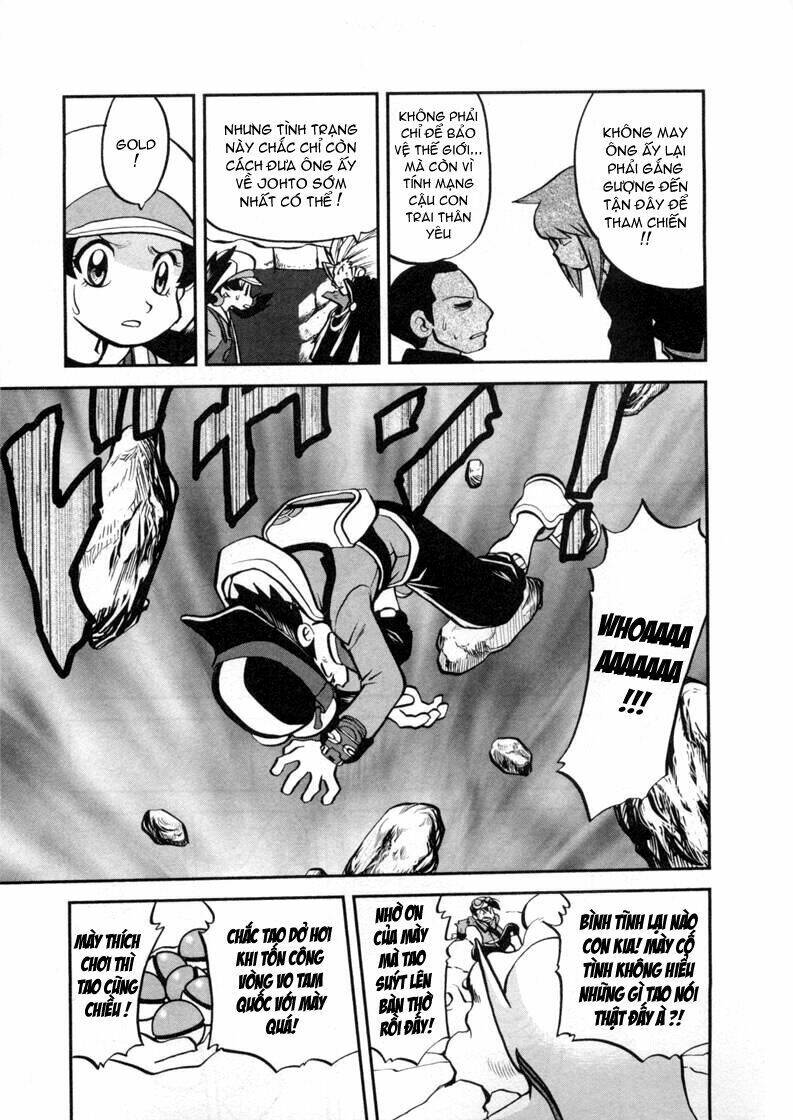 KHÔNG MAY
ÔNG ẤY LẠI
PHẢI GẮNG
GƯỢNG ĐẾN
TẬN ĐÂY ĐỂ
THAM CHIẾN
!!
KHÔNG PHẢI
CHỈ ĐỂ BẢO
VỆ THẾ GIỚI...
MÀ CÒN VÌ
TÍNH MẠNG
CẬU CON
TRAI THÂN
YÊU
NHƯNG TÌNH TRẠNG
NÀY CHẮC CHỈ CÒN
CÁCH ĐƯA ÔNG ẤY
VỀ JOHTO SỚM
NHẤT CÓ THỂ !
GOLD
!
WHOAAAA
AAAAAAA
!!!
BÌNH TĨNH LẠI NÀO
CON KIA! MÀY CỐ
TÌNH KHÔNG HIỂU
NHỮNG GÌ TAO NÓI
THẬT ĐẤY À ?!
NHỜ ƠN
CỦA MÀY
MÀ TAO
SUÝT LÊN
BÀN THỜ
RỒI ĐẤY!
CHẮC TAO DỞ HƠI
KHI TỐN CÔNG
VÒNG VO TAM
QUỐC VỚI MÀY
QUÁ!
MÀY THÍCH
CHƠI THÌ
TAO CŨNG
CHIỀU !